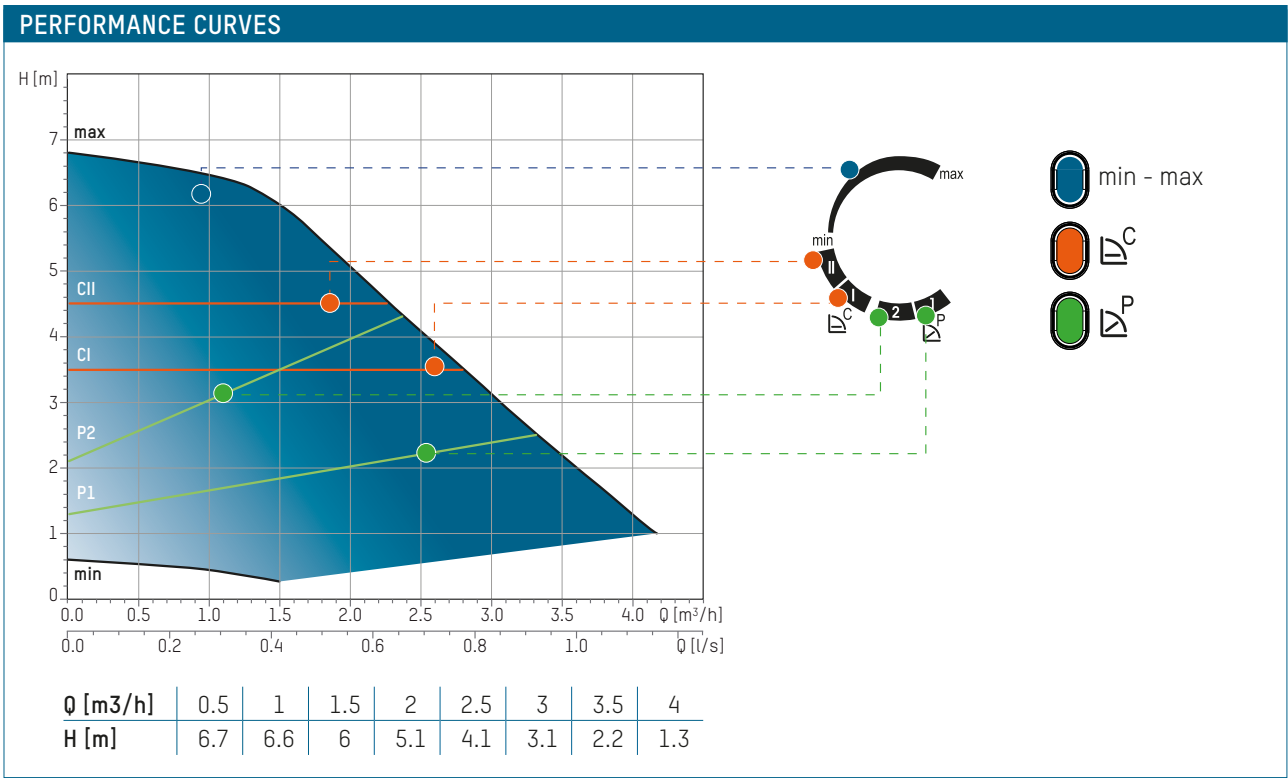 PERFORMANCE CURVES
H [m]
7
6
5
4
3
2
1
0
max
CII
CI
P2
P1
min
0.0 0.5 1.0 1.5 2.0 2.5 3.0 3.5 4.0 Q [m³/h]
0.0 0.2 0.4 0.6 0.8 1.0 Q [l/s]
max
min
II
I
C
2
1
P
min - max
C
P
Q [m3/h] 0.5 1 1.5 2 2.5 3 3.5 4
H [m] 6.7 6.6 6 5.1 4.1 3.1 2.2 1.3